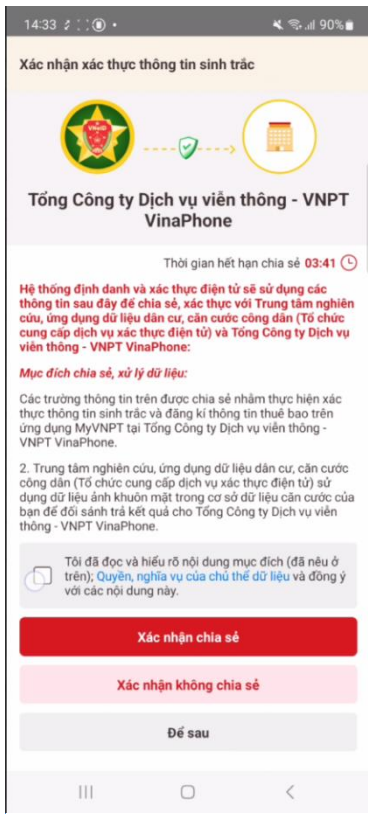 14:33
90%
Xác nhận xác thực thông tin sinh trắc
VNeID
Tổng Công ty Dịch vụ viễn thông - VNPT
VinaPhone
Thời gian hết hạn chia sẻ 03:41
Hệ thống định danh và xác thực điện tử sẽ sử dụng các
thông tin sau đây để chia sẻ, xác thực với Trung tâm nghiên
cứu, ứng dụng dữ liệu dân cư, căn cước công dân (Tổ chức
cung cấp dịch vụ xác thực điện tử) và Tổng Công ty Dịch vụ
viễn thông - VNPT VinaPhone:
Mục đích chia sẻ, xử lý dữ liệu:
Các trường thông tin trên được chia sẻ nhằm thực hiện xác
thực thông tin sinh trắc và đăng kí thông tin thuê bao trên
ứng dụng MyVNPT tại Tổng Công ty Dịch vụ viễn thông -
VNPT VinaPhone.
2. Trung tâm nghiên cứu, ứng dụng dữ liệu dân cư, căn cước
công dân (Tổ chức cung cấp dịch vụ xác thực điện tử) sử
dụng dữ liệu ảnh khuôn mặt trong cơ sở dữ liệu căn cước của
bạn để đối sánh trả kết quả cho Tổng Công ty Dịch vụ viễn
thông - VNPT VinaPhone.
Tôi đã đọc và hiểu rõ nội dung mục đích (đã nêu ở
trên); Quyền, nghĩa vụ của chủ thể dữ liệu và đồng ý
với các nội dung này.
Xác nhận chia sẻ
Xác nhận không chia sẻ
Để sau